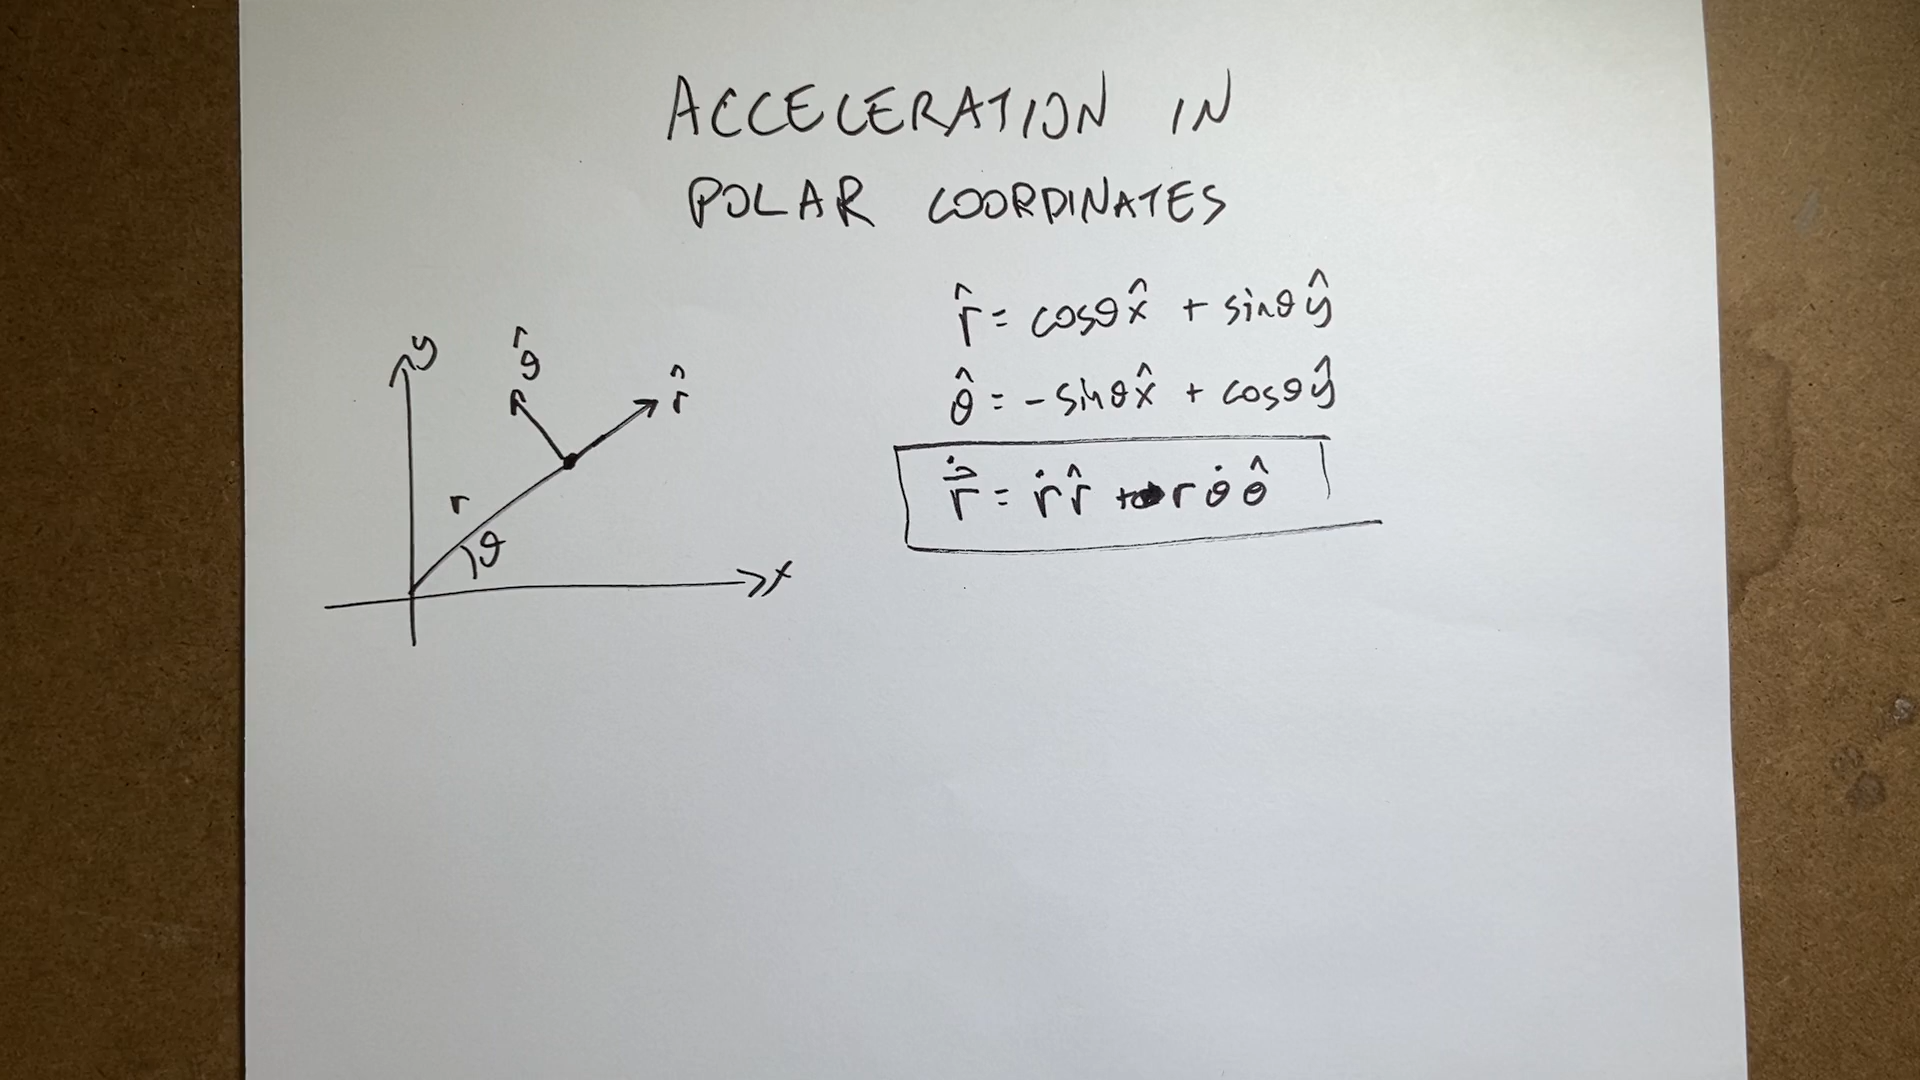 ACCELERATION IN
POLAR COORDINATES
y
θ̂
r̂
r
θ
x
r̂ = cosθ x̂ + sinθ ŷ
θ̂ = -sinθ x̂ + cosθ ŷ
r⃗̇ = ṙ r̂ + r θ̇ θ̂